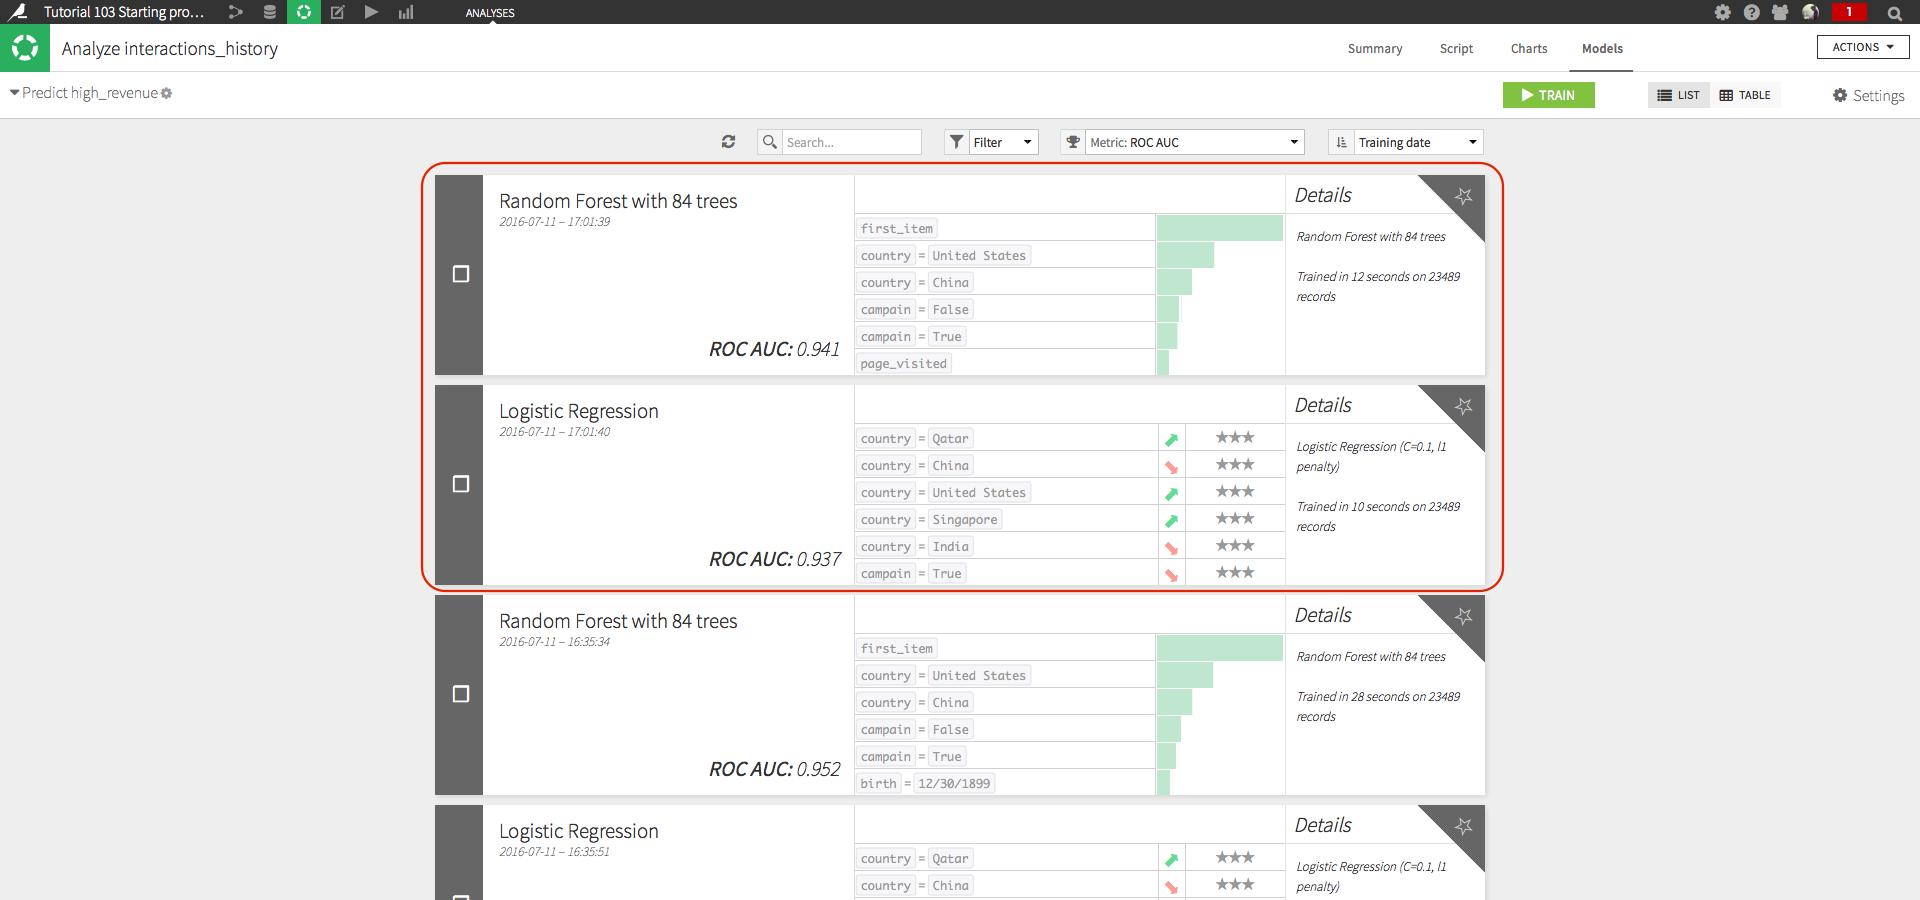 Tutorial 103 Starting pro...
ANALYSES
1
Analyze interactions_history
Summary
Script
Charts
Models
ACTIONS
Predict high_revenue
TRAIN
LIST
TABLE
Settings
Search...
Filter
Metric: ROC AUC
Training date
Random Forest with 84 trees
2016-07-11 – 17:01:39
ROC AUC: 0.941
first_item
country = United States
country = China
campain = False
campain = True
page_visited
Details
Random Forest with 84 trees
Trained in 12 seconds on 23489
records
Logistic Regression
2016-07-11 – 17:01:40
ROC AUC: 0.937
country = Qatar
country = China
country = United States
country = Singapore
country = India
campain = True
Details
Logistic Regression (C=0.1, l1
penalty)
Trained in 10 seconds on 23489
records
Random Forest with 84 trees
2016-07-11 – 16:35:34
ROC AUC: 0.952
first_item
country = United States
country = China
campain = False
campain = True
birth = 12/30/1899
Details
Random Forest with 84 trees
Trained in 28 seconds on 23489
records
Logistic Regression
2016-07-11 – 16:35:51
country = Qatar
country = China
Details
Logistic Regression (C=0.1, l1
penalty)